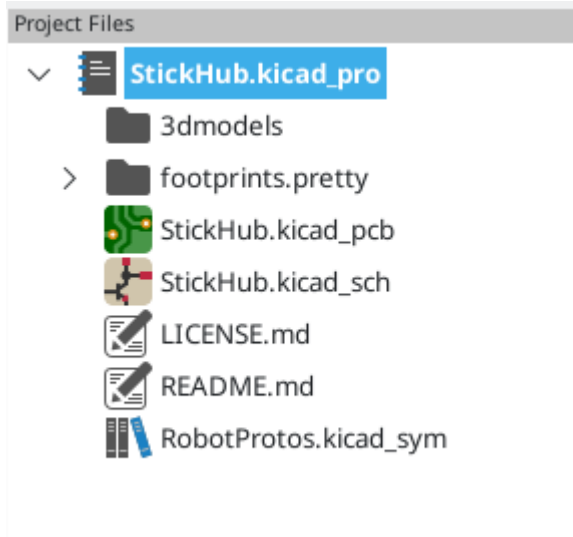 Project Files
StickHub.kicad_pro
3dmodels
footprints.pretty
StickHub.kicad_pcb
StickHub.kicad_sch
LICENSE.md
README.md
RobotProtos.kicad_sym